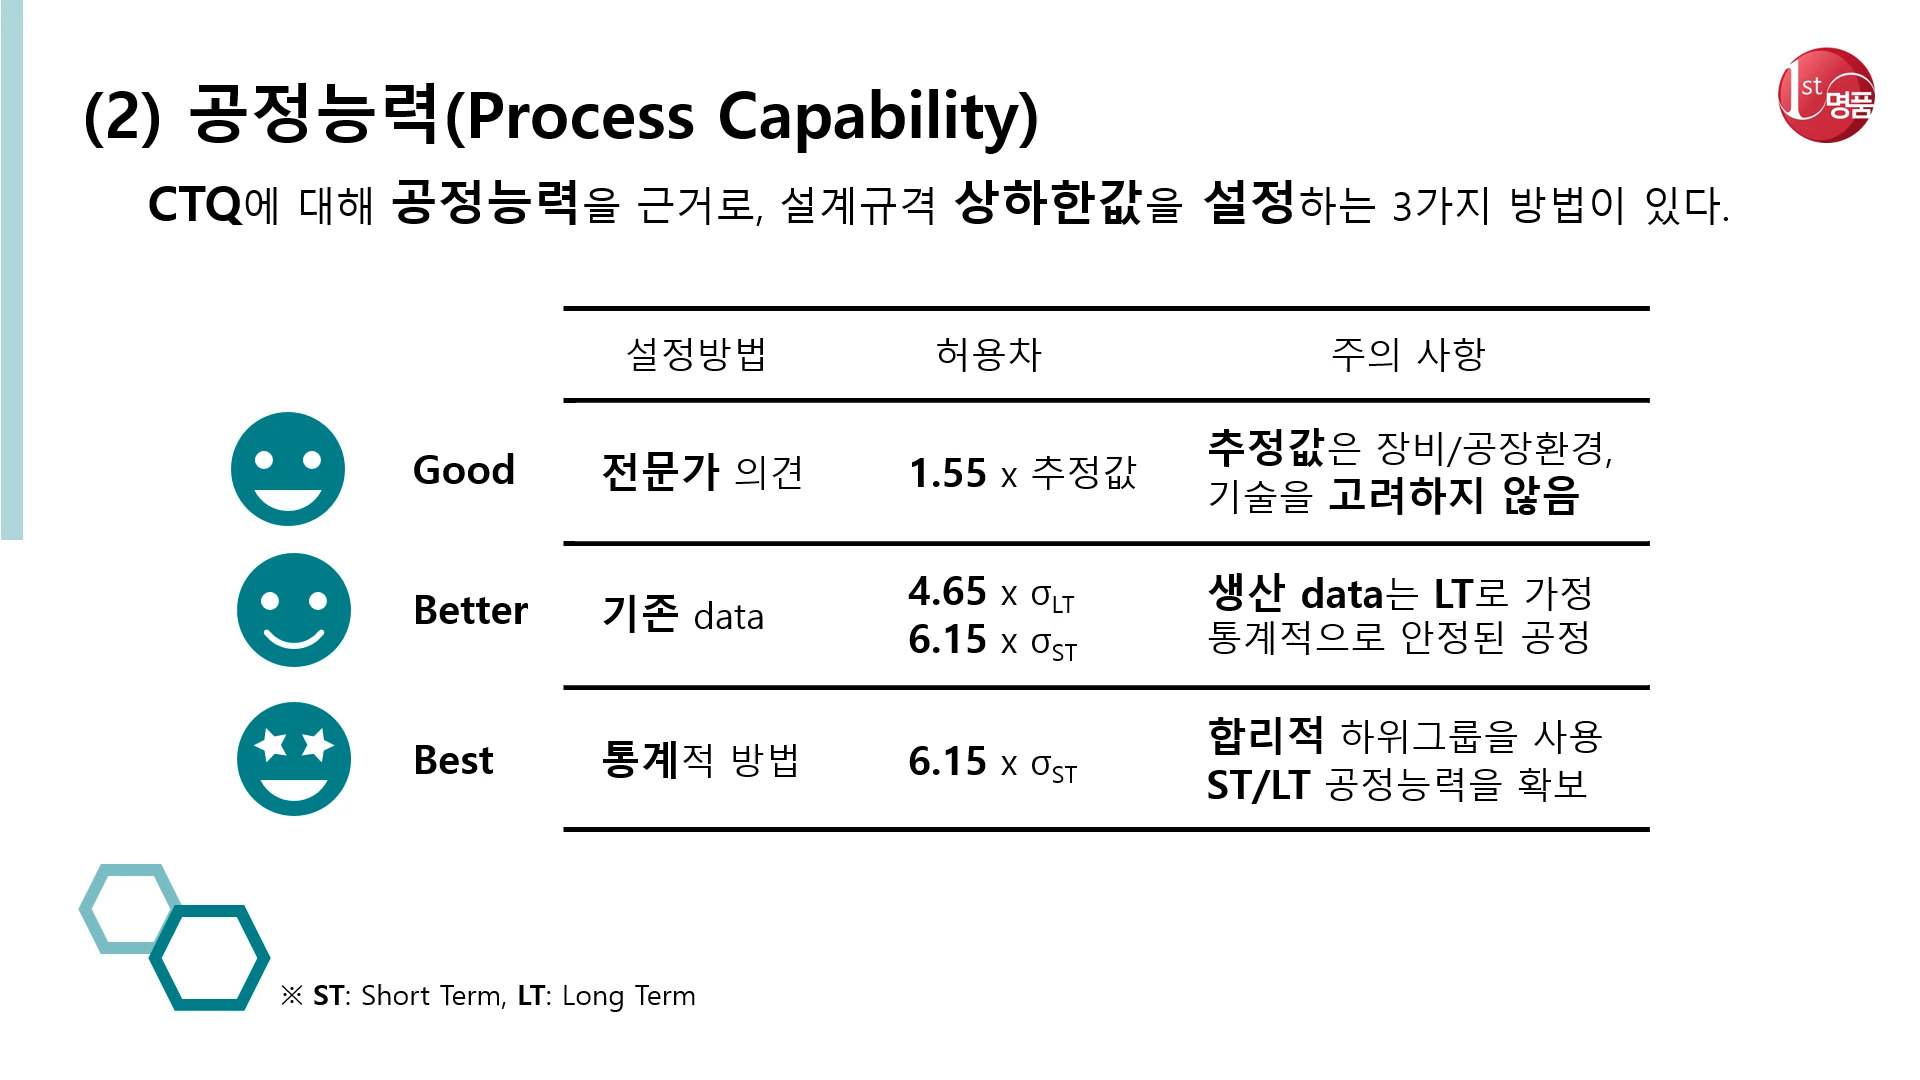 (2) 공정능력(Process Capability)
1st 명품
CTQ에 대해 공정능력을 근거로, 설계규격 상하한값을 설정하는 3가지 방법이 있다.
설정방법 허용차 주의 사항
Good 전문가 의견 1.55 x 추정값 추정값은 장비/공장환경,
기술을 고려하지 않음
Better 기존 data 4.65 x σLT 생산 data는 LT로 가정
6.15 x σST 통계적으로 안정된 공정
Best 통계적 방법 6.15 x σST 합리적 하위그룹을 사용
ST/LT 공정능력을 확보
※ ST: Short Term, LT: Long Term